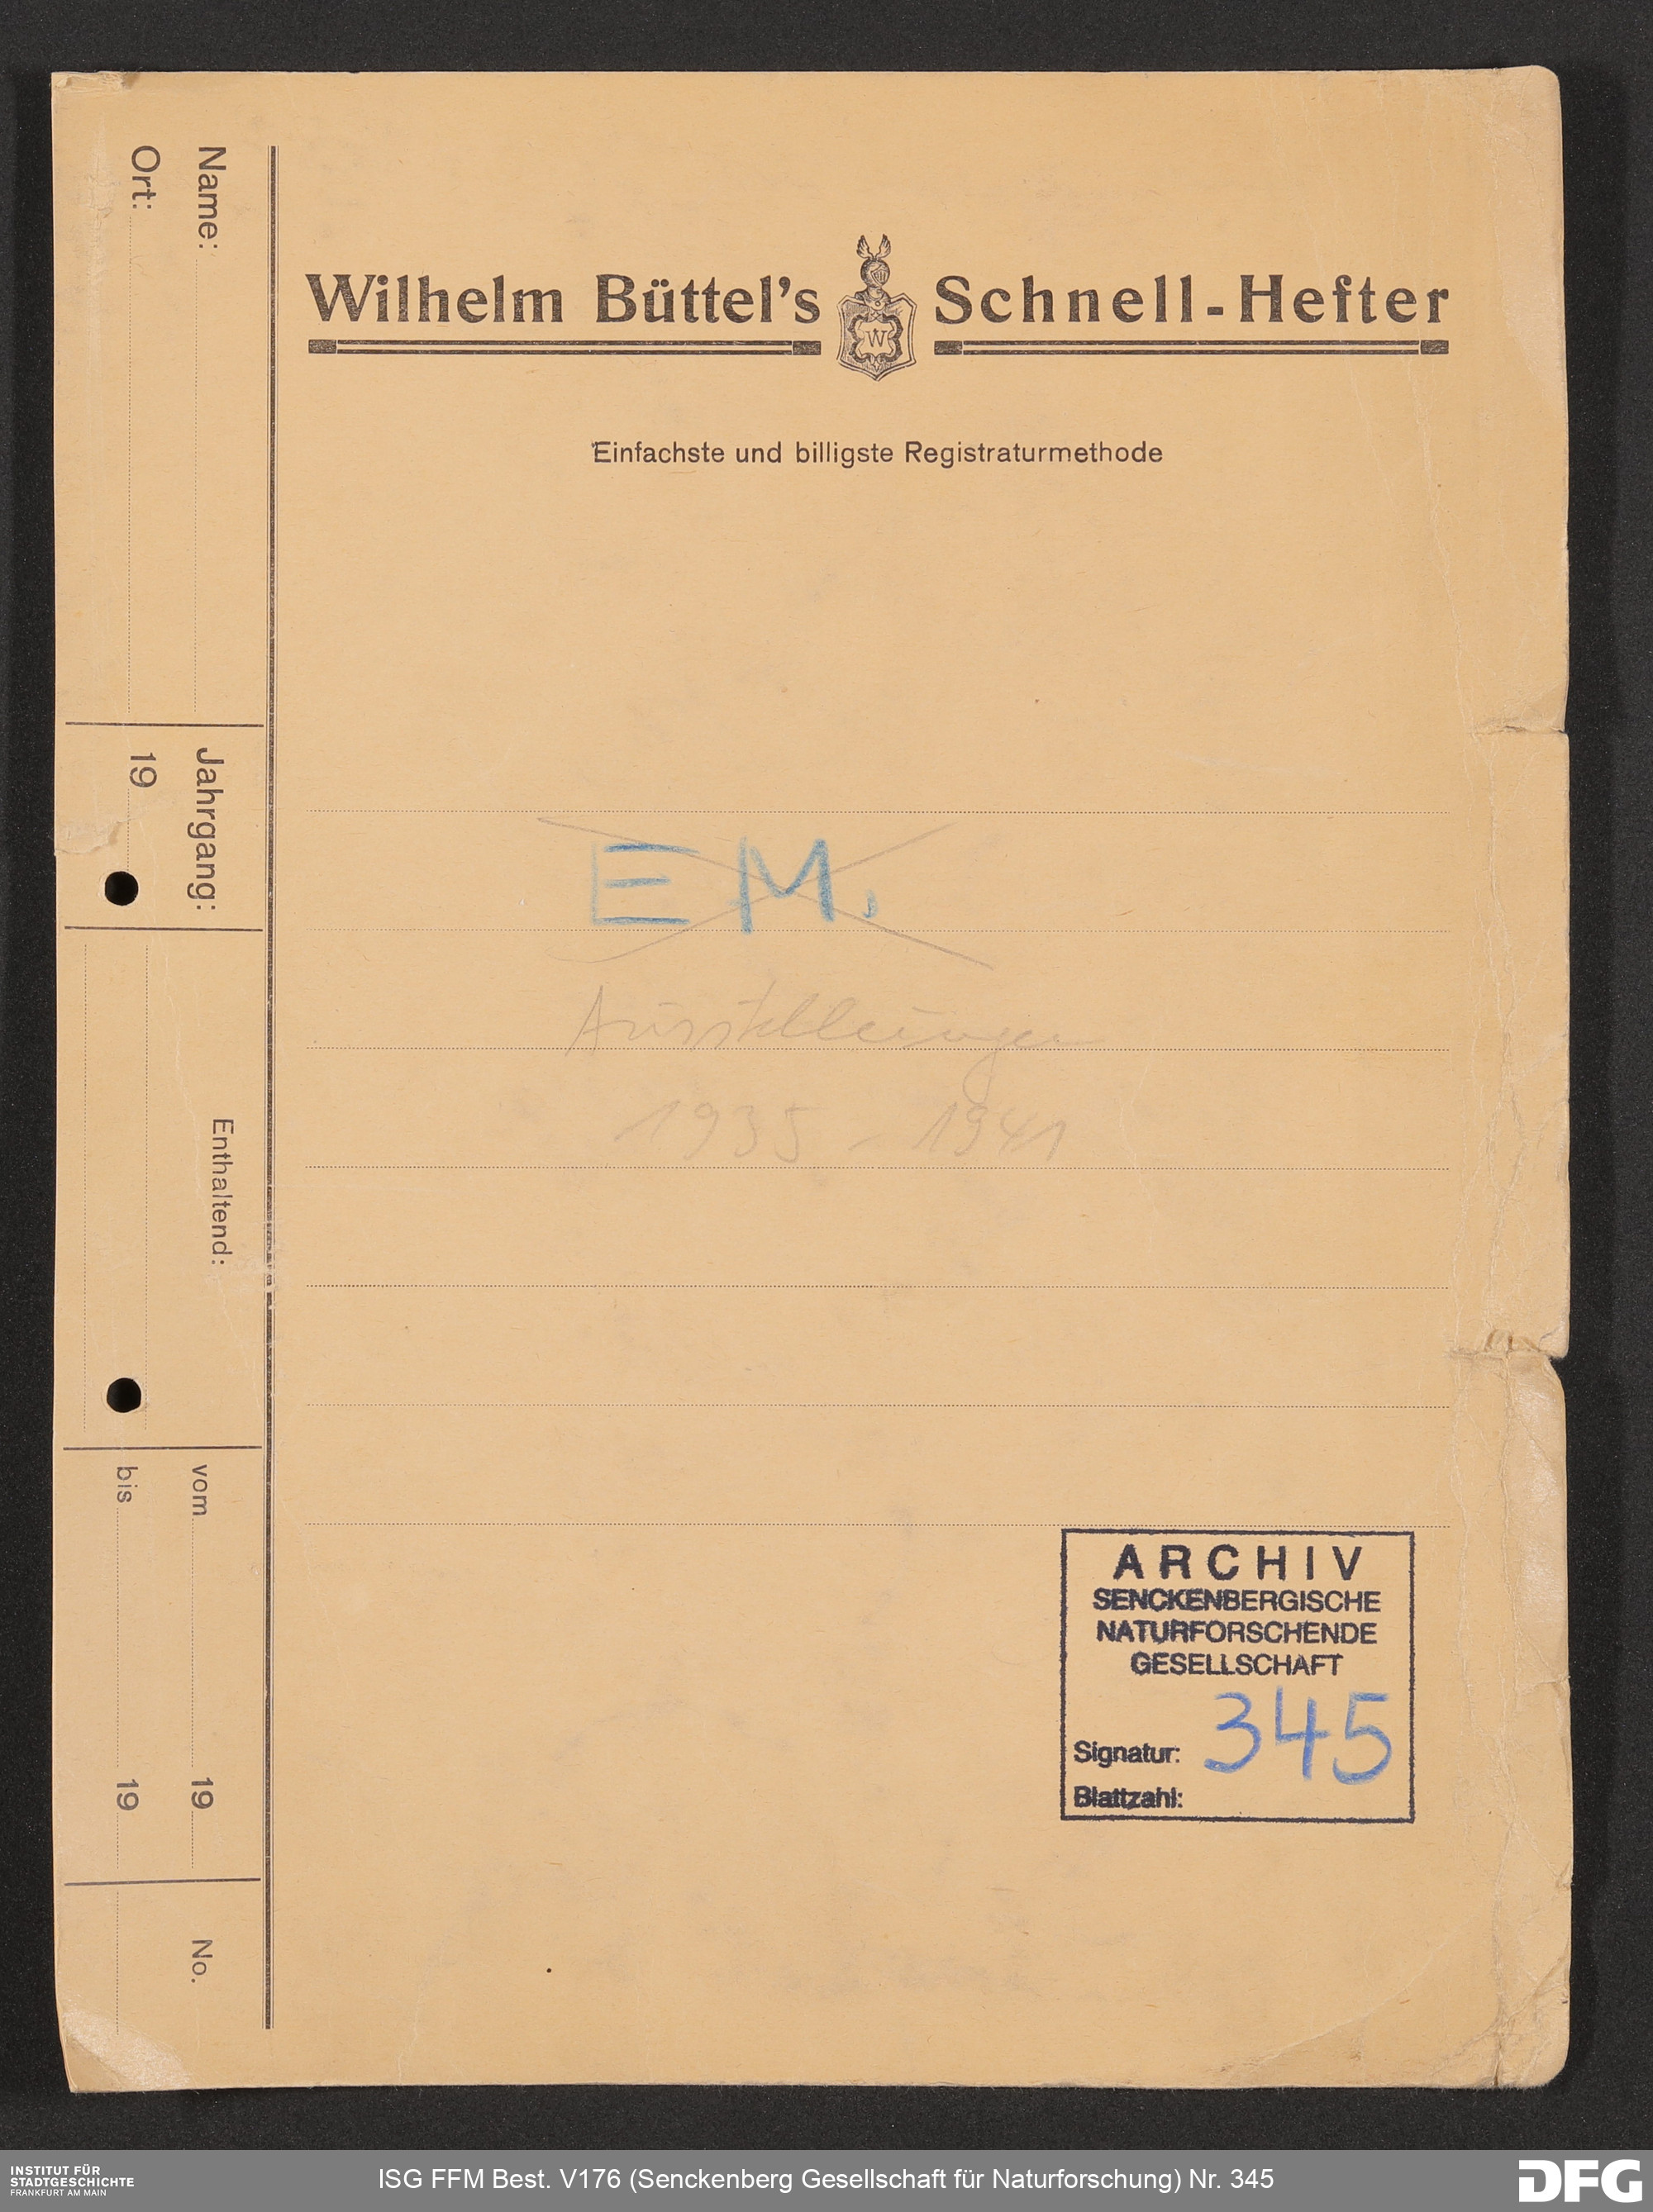 Name:
Ort:
Jahrgang:
19
Enthaltend:
vom 19
bis 19
No.
Wilhelm Büttel's Schnell-Hefter
W
Einfachste und billigste Registraturmethode
E M.
Ausstellungen
1935 - 1941
ARCHIV
SENCKENBERGISCHE
NATURFORSCHENDE
GESELLSCHAFT
Signatur: 345
Blattzahl:
INSTITUT FÜR
STADTGESCHICHTE
FRANKFURT AM MAIN
ISG FFM Best. V176 (Senckenberg Gesellschaft für Naturforschung) Nr. 345
DFG